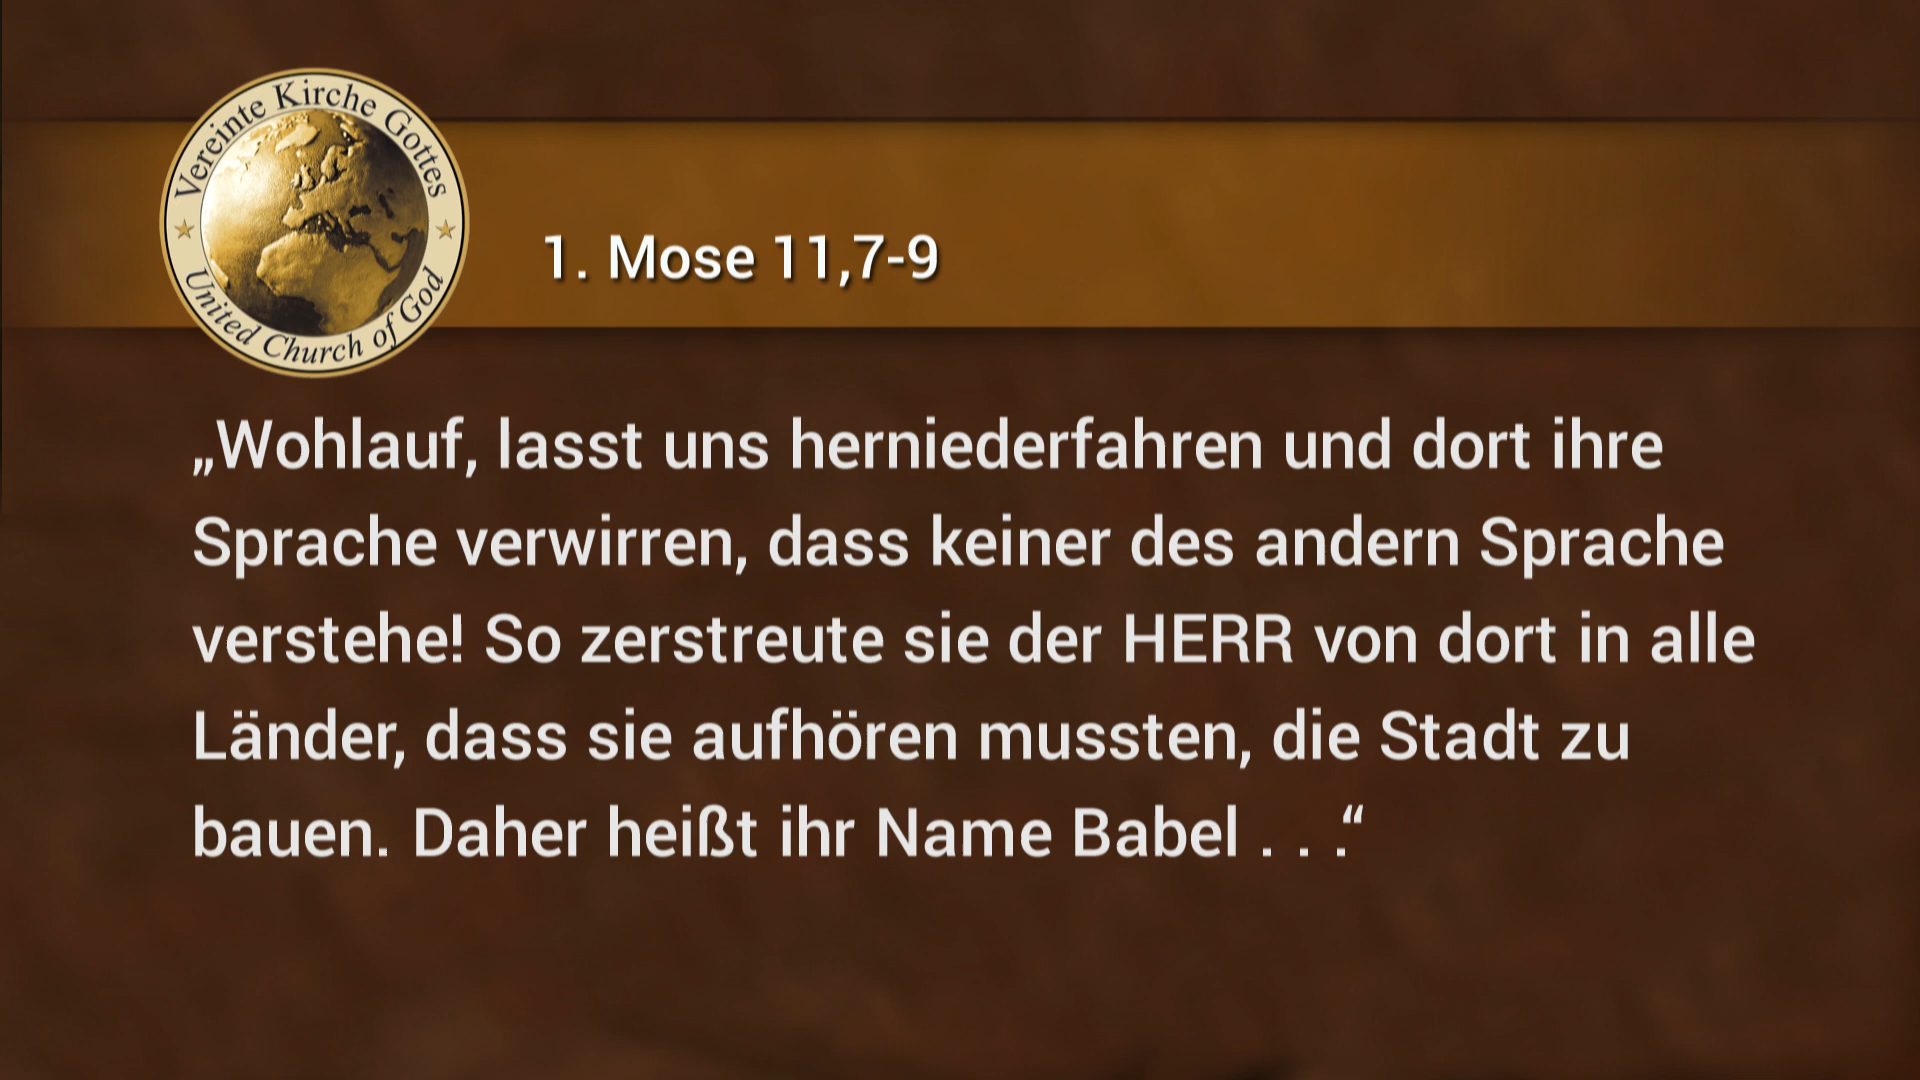 Vereinte Kirche Gottes
United Church of God
1. Mose 11,7-9
„Wohlauf, lasst uns herniederfahren und dort ihre
Sprache verwirren, dass keiner des andern Sprache
verstehe! So zerstreute sie der HERR von dort in alle
Länder, dass sie aufhören mussten, die Stadt zu
bauen. Daher heißt ihr Name Babel . . .“